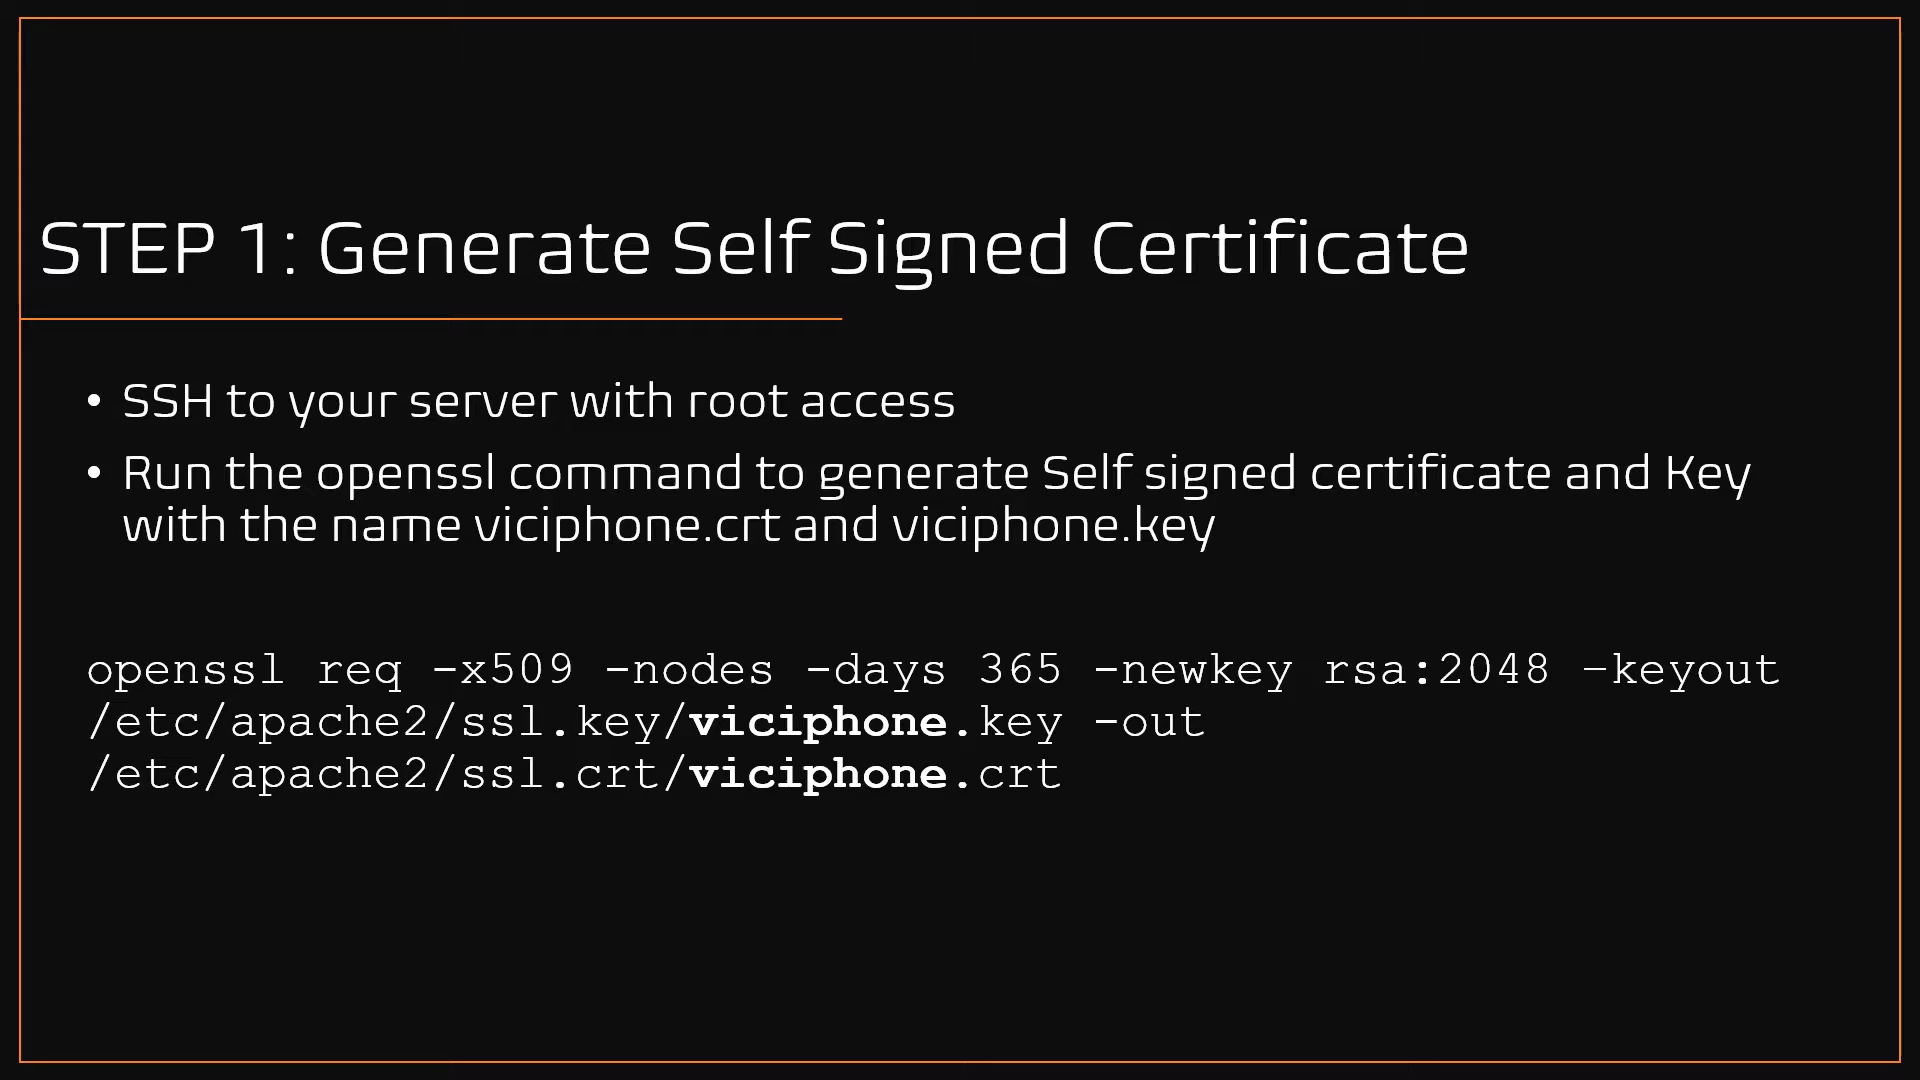 STEP 1: Generate Self Signed Certificate
• SSH to your server with root access
• Run the openssl command to generate Self signed certificate and Key
with the name viciphone.crt and viciphone.key
openssl req -x509 -nodes -days 365 -newkey rsa:2048 –keyout
/etc/apache2/ssl.key/viciphone.key -out
/etc/apache2/ssl.crt/viciphone.crt